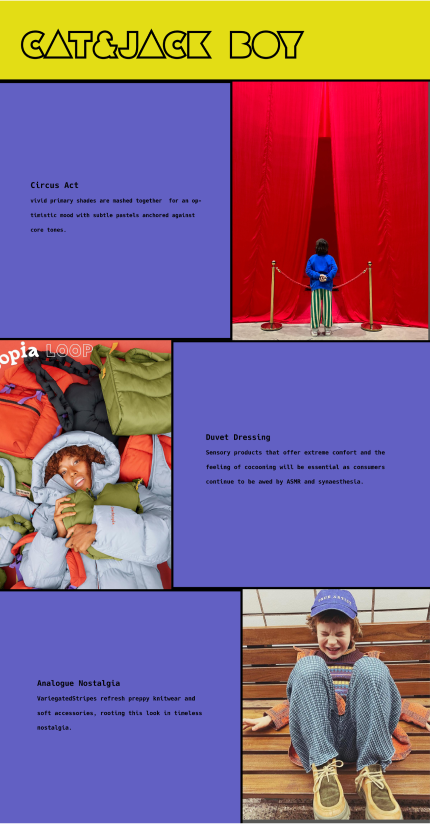 CAT&JACK BOY
Circus Act
vivid primary shades are mashed together  for an op-
timistic mood with subtle pastels anchored against
core tones.
opia LOOP
Duvet Dressing
Sensory products that offer extreme comfort and the
feeling of cocooning will be essential as consumers
continue to be awed by ASMR and synaesthesia.
Analogue Nostalgia
VariegatedStripes refresh preppy knitwear and
soft accessories, rooting this look in timeless
nostalgia.